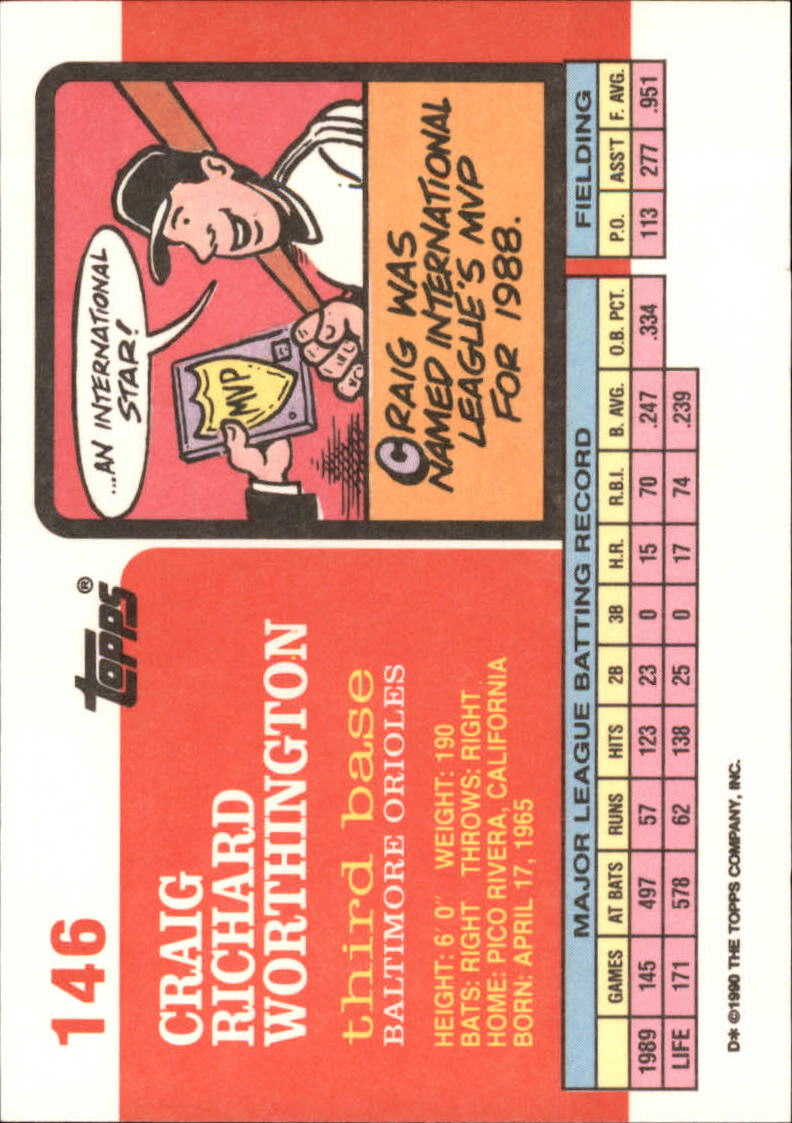 146
TOPPS®
CRAIG
RICHARD
WORTHINGTON
third base
BALTIMORE ORIOLES
HEIGHT: 6' 0" WEIGHT: 190
BATS: RIGHT THROWS: RIGHT
HOME: PICO RIVERA, CALIFORNIA
BORN: APRIL 17, 1965
...AN INTERNATIONAL
STAR!
MVP
CRAIG WAS
NAMED INTERNATIONAL
LEAGUE'S MVP
FOR 1988.
MAJOR LEAGUE BATTING RECORD FIELDING
GAMES AT BATS RUNS HITS 2B 3B H.R. R.B.I. B. AVG. O.B. PCT. P.O. ASS'T F. AVG.
1989 145 497 57 123 23 0 15 70 .247 .334 113 277 .951
LIFE 171 578 62 138 25 0 17 74 .239
D* ©1990 THE TOPPS COMPANY, INC.